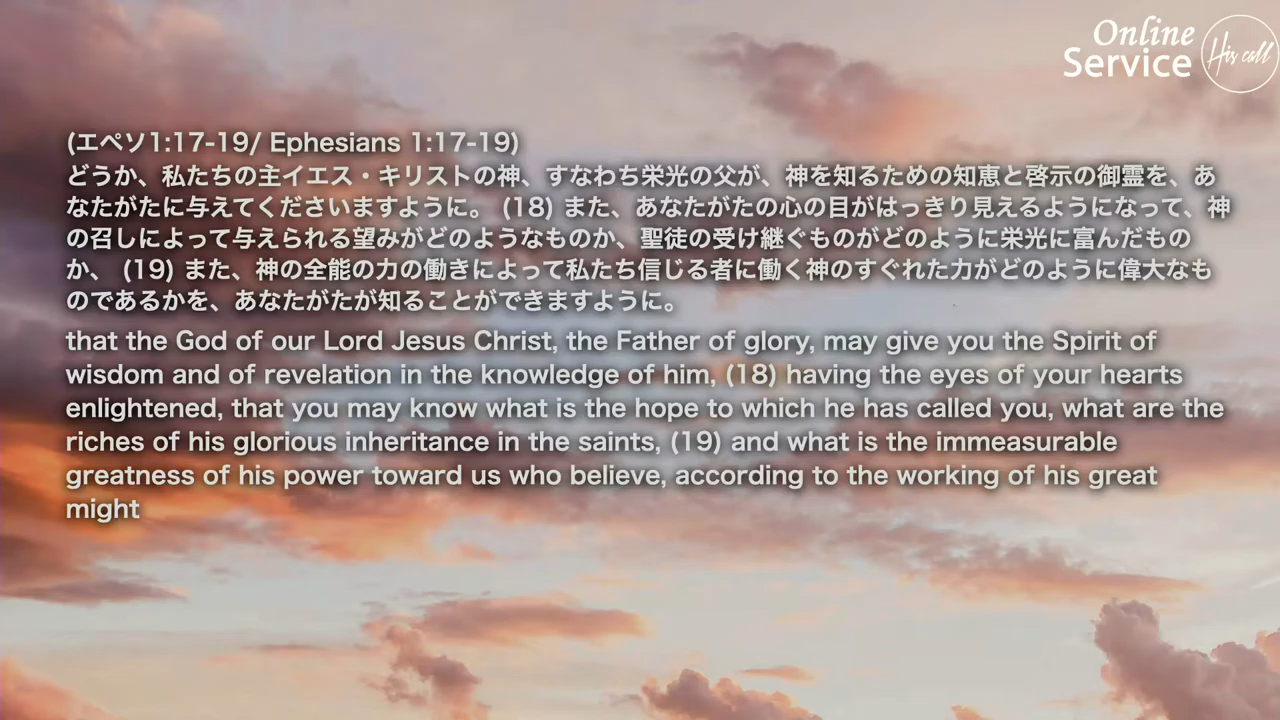 Online
Service
His call
(エペソ1:17-19/ Ephesians 1:17-19)
どうか、私たちの主イエス・キリストの神、すなわち栄光の父が、神を知るための知恵と啓示の御霊を、あ
なたがたに与えてくださいますように。 (18) また、あなたがたの心の目がはっきり見えるようになって、神
の召しによって与えられる望みがどのようなものか、聖徒の受け継ぐものがどのように栄光に富んだもの
か、 (19) また、神の全能の力の働きによって私たち信じる者に働く神のすぐれた力がどのように偉大なも
のであるかを、あなたがたが知ることができますように。
that the God of our Lord Jesus Christ, the Father of glory, may give you the Spirit of
wisdom and of revelation in the knowledge of him, (18) having the eyes of your hearts
enlightened, that you may know what is the hope to which he has called you, what are the
riches of his glorious inheritance in the saints, (19) and what is the immeasurable
greatness of his power toward us who believe, according to the working of his great
might